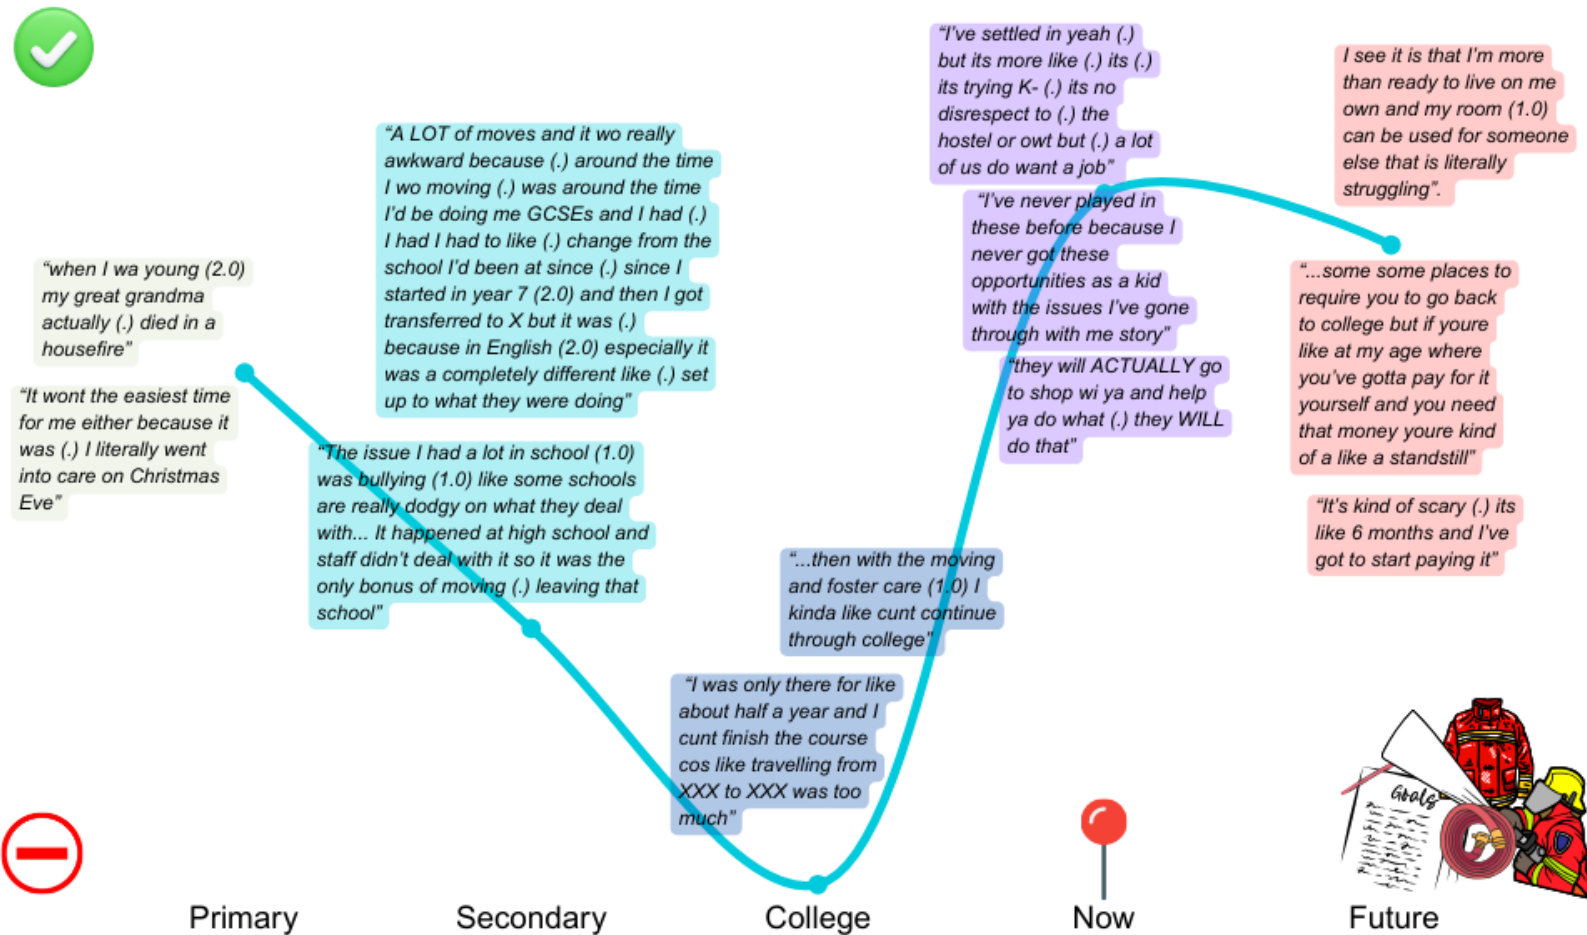 “when I wa young (2.0)
my great grandma
actually (.) died in a
housefire”
“It wont the easiest time
for me either because it
was (.) I literally went
into care on Christmas
Eve”
“A LOT of moves and it wo really
awkward because (.) around the time
I wo moving (.) was around the time
I’d be doing me GCSEs and I had (.)
I had I had to like (.) change from the
school I’d been at since (.) since I
started in year 7 (2.0) and then I got
transferred to X but it was (.)
because in English (2.0) especially it
was a completely different like (.) set
up to what they were doing”
“The issue I had a lot in school (1.0)
was bullying (1.0) like some schools
are really dodgy on what they deal
with... It happened at high school and
staff didn’t deal with it so it was the
only bonus of moving (.) leaving that
school”
“...then with the moving
and foster care (1.0) I
kinda like cunt continue
through college”
“I was only there for like
about half a year and I
cunt finish the course
cos like travelling from
XXX to XXX was too
much”
“I’ve settled in yeah (.)
but its more like (.) its (.)
its trying K- (.) its no
disrespect to (.) the
hostel or owt but (.) a lot
of us do want a job”
“I’ve never played in
these before because I
never got these
opportunities as a kid
with the issues I’ve gone
through with me story”
“they will ACTUALLY go
to shop wi ya and help
ya do what (.) they WILL
do that”
I see it is that I’m more
than ready to live on me
own and my room (1.0)
can be used for someone
else that is literally
struggling”.
“...some some places to
require you to go back
to college but if youre
like at my age where
you’ve gotta pay for it
yourself and you need
that money youre kind
of a like a standstill”
“It’s kind of scary (.) its
like 6 months and I’ve
got to start paying it”
Goals
Primary
Secondary
College
Now
Future